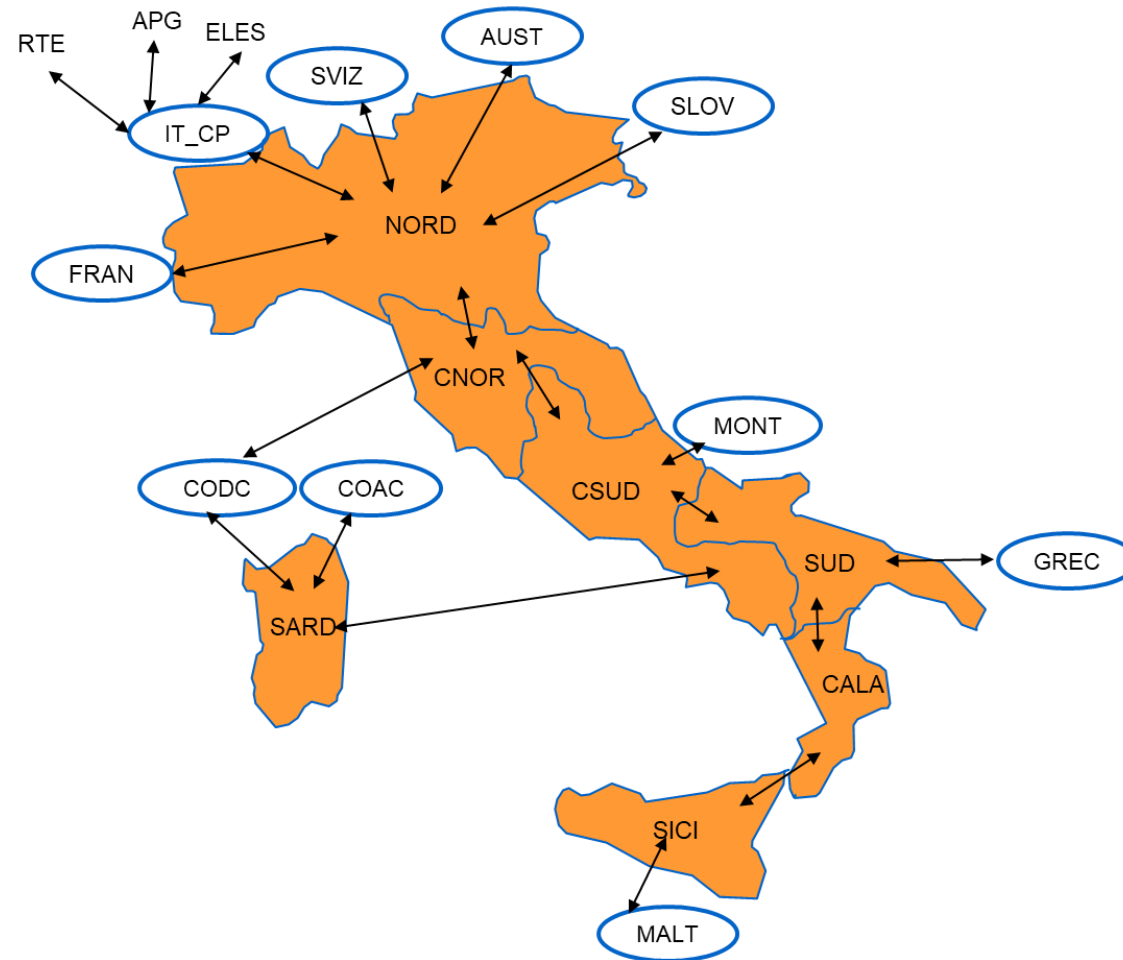 APG
ELES
RTE
AUST
SVIZ
SLOV
IT_CP
NORD
FRAN
CNOR
MONT
CODC
COAC
CSUD
SUD
GREC
SARD
CALA
SICI
MALT